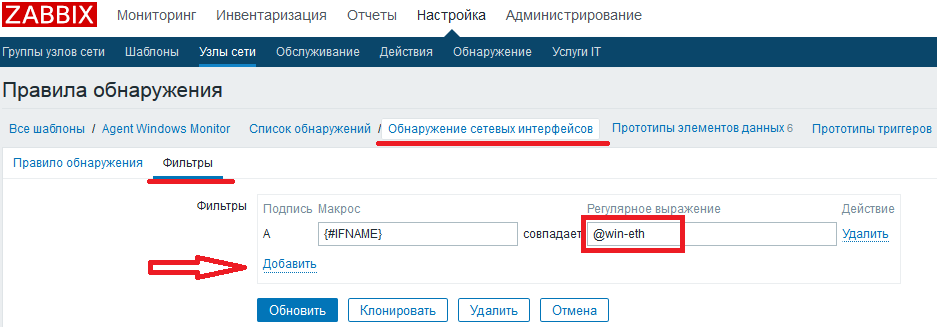 ZABBIX Мониторинг Инвентаризация Отчеты Настройка Администрирование
Группы узлов сети Шаблоны Узлы сети Обслуживание Действия Обнаружение Услуги IT
Правила обнаружения
Все шаблоны / Agent Windows Monitor Список обнаружений / Обнаружение сетевых интерфейсов Прототипы элементов данных 6 Прототипы триггеров
Правило обнаружения Фильтры
Фильтры Подпись Макрос Регулярное выражение Действие
A {#IFNAME} совпадает @win-eth Удалить
Добавить
Обновить Клонировать Удалить Отмена